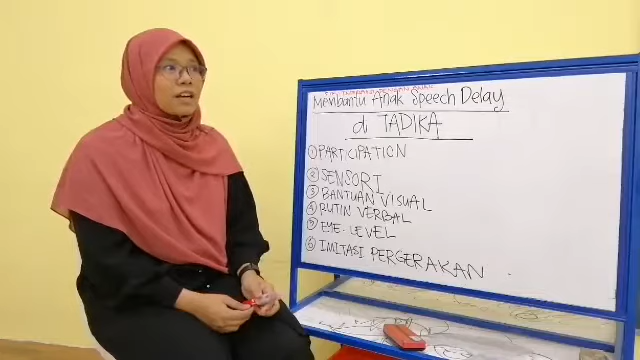 Membantu Anak Speech Delay
di TADIKA
① PARTICIPATION
② SENSORI
③ BANTUAN VISUAL
④ RUTIN VERBAL
⑤ EYE-LEVEL
⑥ IMITASI PERGERAKAN